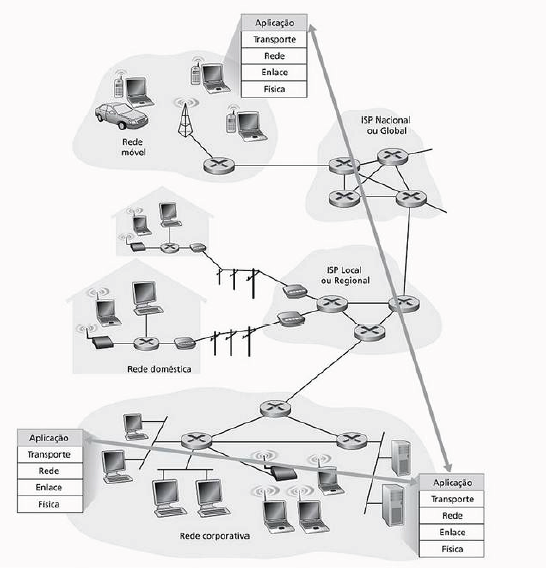 Aplicação
Transporte
Rede
Enlace
Física
ISP Nacional
ou Global
Rede
móvel
ISP Local
ou Regional
Rede doméstica
Aplicação
Transporte
Rede
Enlace
Física
Aplicação
Transporte
Rede
Enlace
Física
Rede corporativa